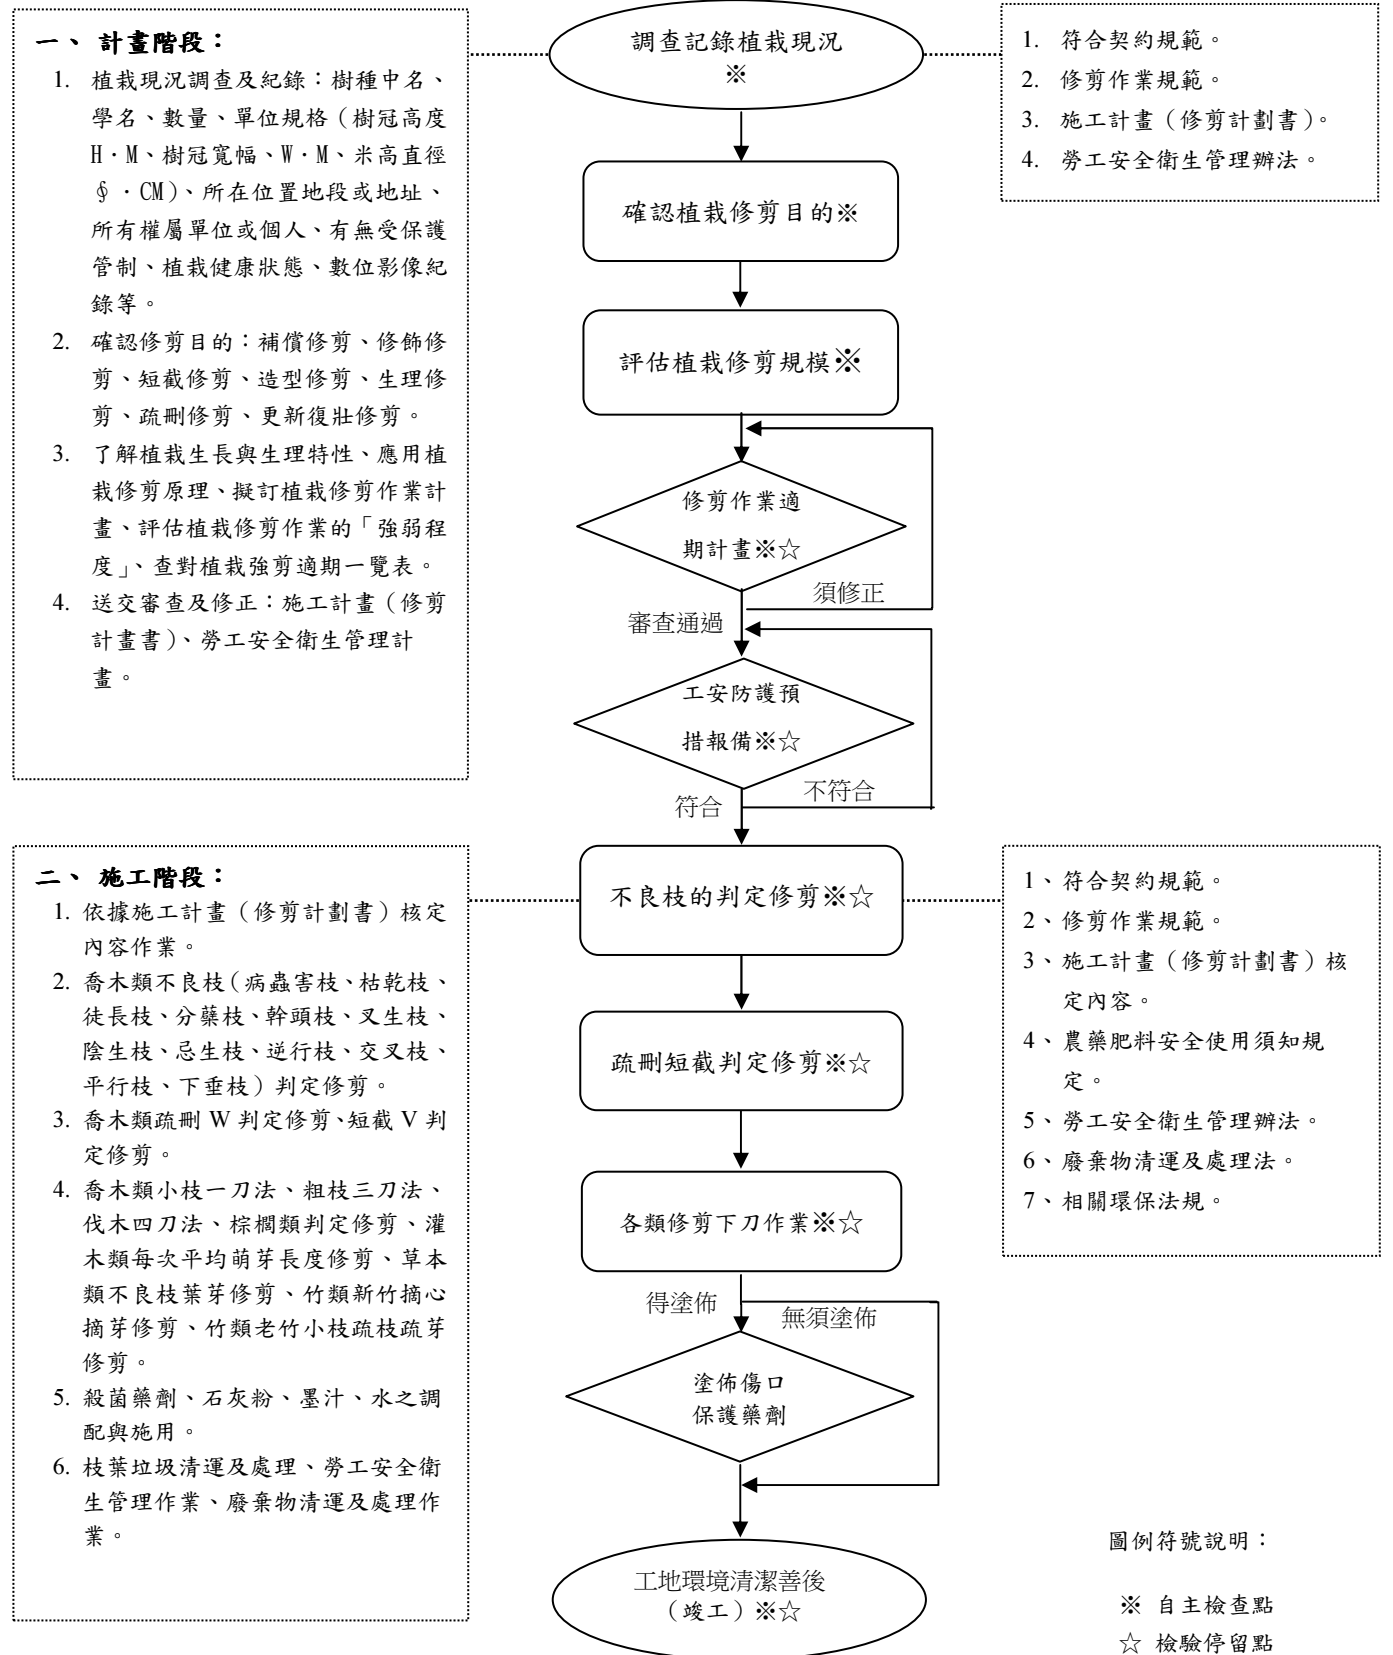 一、 計畫階段：
1. 植栽現況調查及紀錄：樹種中名、
學名、數量、單位規格（樹冠高度
H．M、樹冠寬幅、W．M、米高直徑
∮．CM）、所在位置地段或地址、
所有權屬單位或個人、有無受保護
管制、植栽健康狀態、數位影像紀
錄等。
2. 確認修剪目的：補償修剪、修飾修
剪、短截修剪、造型修剪、生理修
剪、疏刪修剪、更新復壯修剪。
3. 了解植栽生長與生理特性、應用植
栽修剪原理、擬訂植栽修剪作業計
畫、評估植栽修剪作業的「強弱程
度」、查對植栽強剪適期一覽表。
4. 送交審查及修正：施工計畫（修剪
計畫書）、勞工安全衛生管理計
畫。
調查記錄植栽現況
※
1. 符合契約規範。
2. 修剪作業規範。
3. 施工計畫（修剪計劃書）。
4. 勞工安全衛生管理辦法。
確認植栽修剪目的※
評估植栽修剪規模※
修剪作業適
期計畫※☆
須修正
審查通過
工安防護預
措報備※☆
不符合
符合
二、 施工階段：
1. 依據施工計畫（修剪計劃書）核定
內容作業。
2. 喬木類不良枝（病蟲害枝、枯乾枝、
徒長枝、分蘗枝、幹頭枝、叉生枝、
陰生枝、忌生枝、逆行枝、交叉枝、
平行枝、下垂枝）判定修剪。
3. 喬木類疏刪 W 判定修剪、短截 V 判
定修剪。
4. 喬木類小枝一刀法、粗枝三刀法、
伐木四刀法、棕櫚類判定修剪、灌
木類每次平均萌芽長度修剪、草本
類不良枝葉芽修剪、竹類新竹摘心
摘芽修剪、竹類老竹小枝疏枝疏芽
修剪。
5. 殺菌藥劑、石灰粉、墨汁、水之調
配與施用。
6. 枝葉垃圾清運及處理、勞工安全衛
生管理作業、廢棄物清運及處理作
業。
不良枝的判定修剪※☆
1、符合契約規範。
2、修剪作業規範。
3、施工計畫（修剪計劃書）核
定內容。
4、農藥肥料安全使用須知規
定。
5、勞工安全衛生管理辦法。
6、廢棄物清運及處理法。
7、相關環保法規。
疏刪短截判定修剪※☆
各類修剪下刀作業※☆
得塗佈
無須塗佈
塗佈傷口
保護藥劑
工地環境清潔善後
（竣工）※☆
圖例符號說明：
※ 自主檢查點
☆ 檢驗停留點